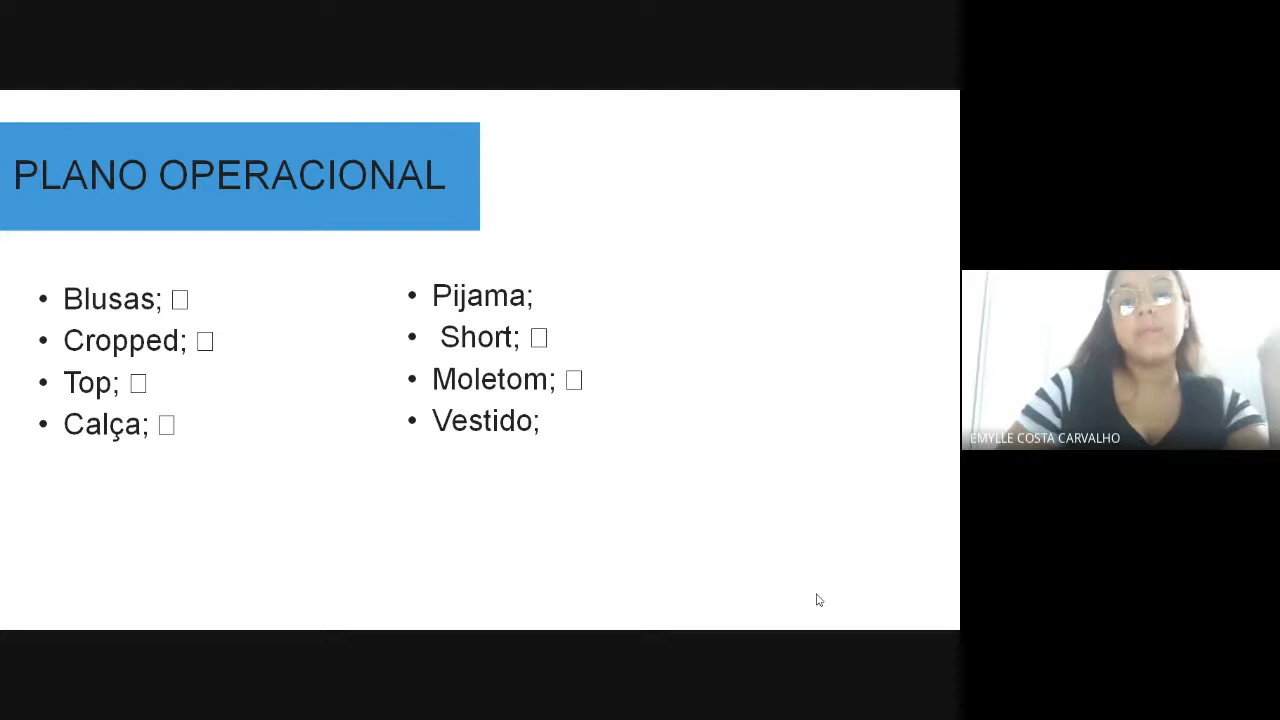 PLANO OPERACIONAL
• Blusas; □
• Cropped; □
• Top; □
• Calça; □
• Pijama;
• Short; □
• Moletom; □
• Vestido;
EMYLLE COSTA CARVALHO